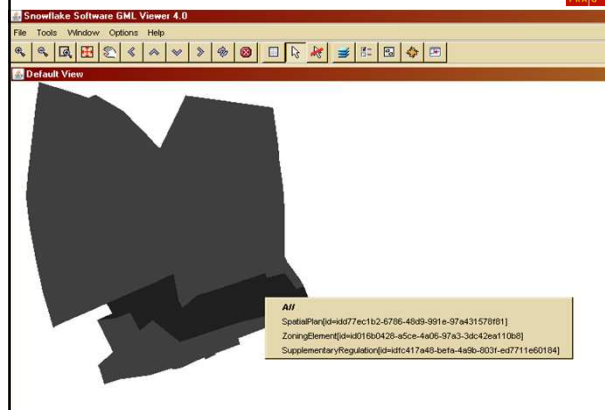 Snowflake Software GML Viewer 4.0
File Tools Window Options Help
Default View
All
SpatialPlan[id=idd77ec1b2-6786-48d9-991e-97a431578f81]
ZoningElement[id=id016b0428-a5ce-4a06-97a3-3dc42ea110b8]
SupplementaryRegulation[id=idfc417a48-befa-4a9b-803f-ed7711e60184]